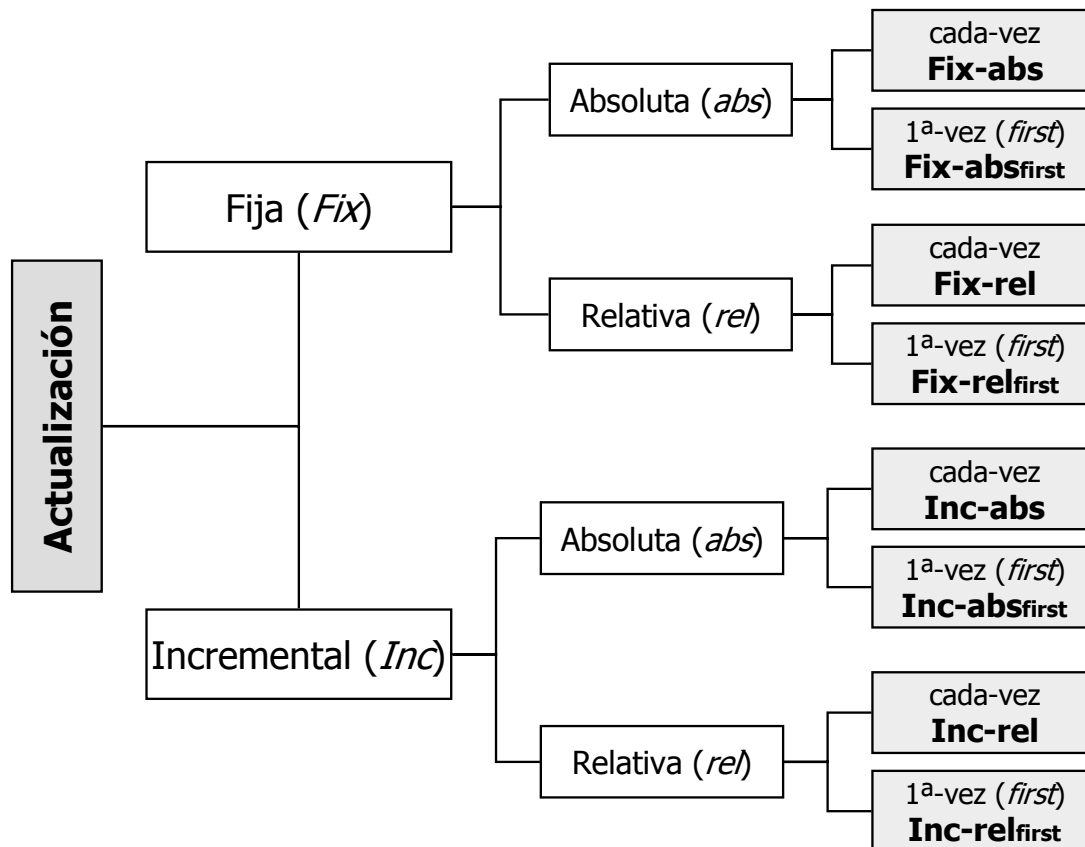 Actualización
Fija (Fix)
Absoluta (abs)
cada-vez
Fix-abs
1ª-vez (first)
Fix-absfirst
Relativa (rel)
cada-vez
Fix-rel
1ª-vez (first)
Fix-relfirst
Incremental (Inc)
Absoluta (abs)
cada-vez
Inc-abs
1ª-vez (first)
Inc-absfirst
Relativa (rel)
cada-vez
Inc-rel
1ª-vez (first)
Inc-relfirst